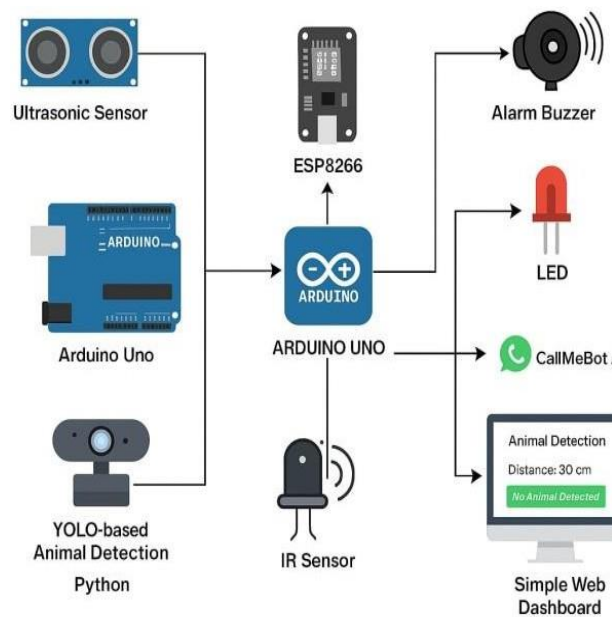 Ultrasonic Sensor
ESP8266
Alarm Buzzer
ARDUINO
Arduino Uno
ARDUINO
ARDUINO UNO
LED
CallMeBot
YOLO-based
Animal Detection
Python
IR Sensor
Animal Detection
Distance: 30 cm
No Animal Detected
Simple Web
Dashboard